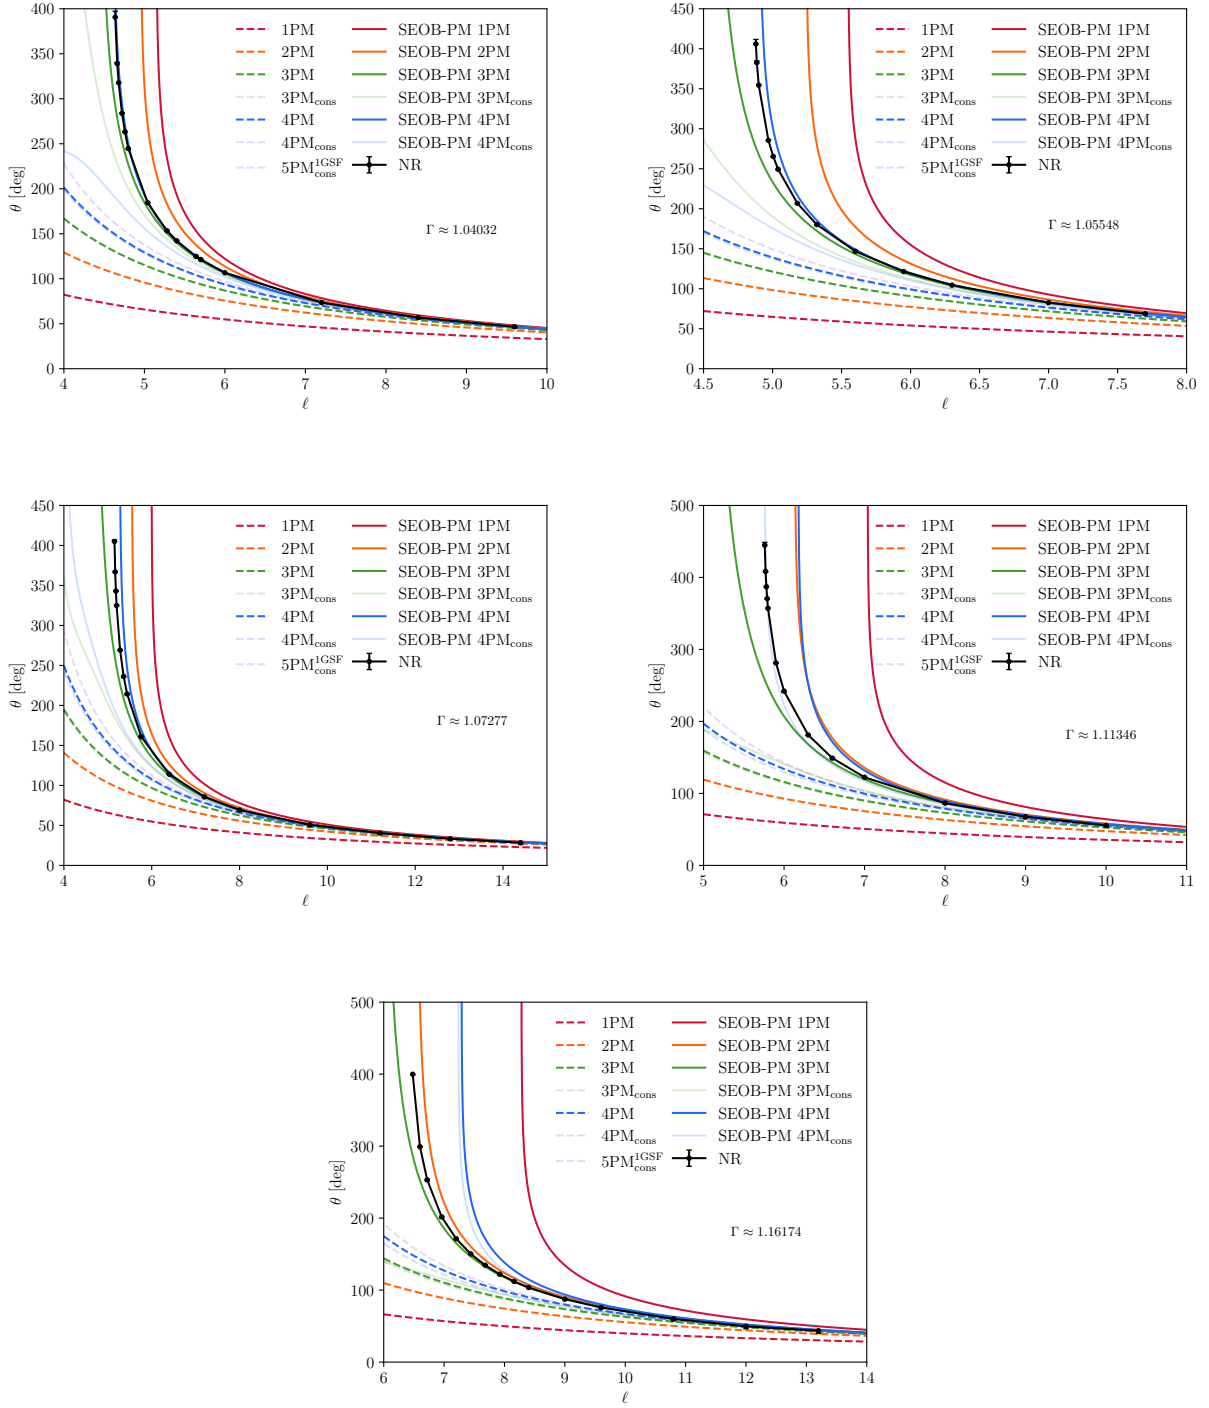 400
350
300
250
200
150
100
50
0
θ [deg]
4 5 6 7 8 9 10
ℓ
1PM
2PM
3PM
3PMcons
4PM
4PMcons
5PM1GSFcons
SEOB-PM 1PM
SEOB-PM 2PM
SEOB-PM 3PM
SEOB-PM 3PMcons
SEOB-PM 4PM
SEOB-PM 4PMcons
NR
Γ ≈ 1.04032
450
400
350
300
250
200
150
100
50
0
θ [deg]
4.5 5.0 5.5 6.0 6.5 7.0 7.5 8.0
ℓ
1PM
2PM
3PM
3PMcons
4PM
4PMcons
5PM1GSFcons
SEOB-PM 1PM
SEOB-PM 2PM
SEOB-PM 3PM
SEOB-PM 3PMcons
SEOB-PM 4PM
SEOB-PM 4PMcons
NR
Γ ≈ 1.05548
450
400
350
300
250
200
150
100
50
0
θ [deg]
4 6 8 10 12 14
ℓ
1PM
2PM
3PM
3PMcons
4PM
4PMcons
5PM1GSFcons
SEOB-PM 1PM
SEOB-PM 2PM
SEOB-PM 3PM
SEOB-PM 3PMcons
SEOB-PM 4PM
SEOB-PM 4PMcons
NR
Γ ≈ 1.07277
500
400
300
200
100
0
θ [deg]
5 6 7 8 9 10 11
ℓ
1PM
2PM
3PM
3PMcons
4PM
4PMcons
5PM1GSFcons
SEOB-PM 1PM
SEOB-PM 2PM
SEOB-PM 3PM
SEOB-PM 3PMcons
SEOB-PM 4PM
SEOB-PM 4PMcons
NR
Γ ≈ 1.11346
500
400
300
200
100
0
θ [deg]
6 7 8 9 10 11 12 13 14
ℓ
1PM
2PM
3PM
3PMcons
4PM
4PMcons
5PM1GSFcons
SEOB-PM 1PM
SEOB-PM 2PM
SEOB-PM 3PM
SEOB-PM 3PMcons
SEOB-PM 4PM
SEOB-PM 4PMcons
NR
Γ ≈ 1.16174